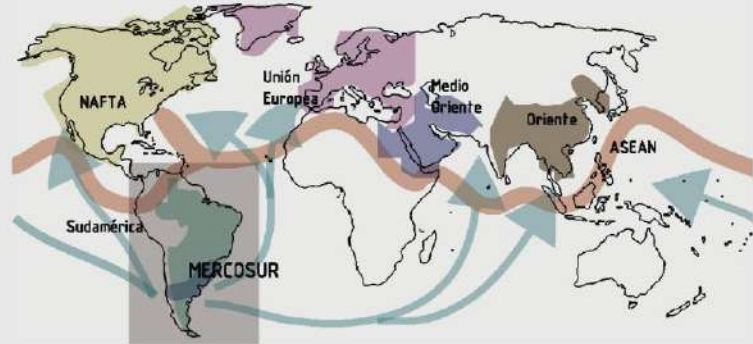 NAFTA
Unión
Europea
Medio
Oriente
Oriente
ASEAN
Sudamérica
MERCOSUR